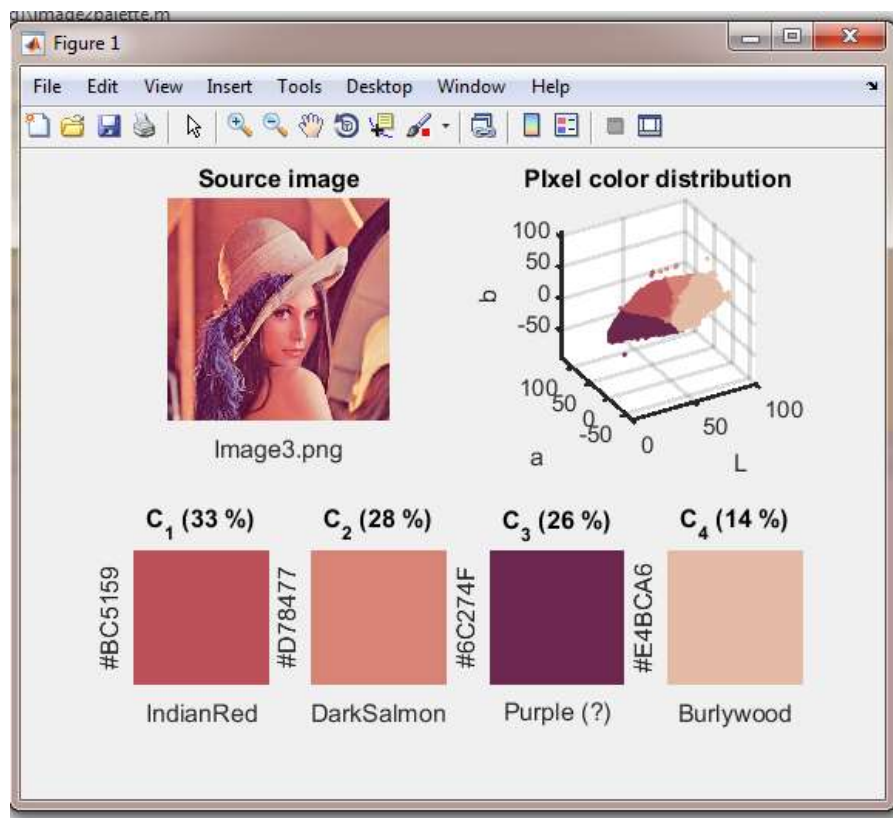 g1\image2palette.m
Figure 1
File Edit View Insert Tools Desktop Window Help
Source image
PIxel color distribution
100
50
0
-50
b
100
50
0
-50
a
0
50
100
L
Image3.png
C1 (33 %)
C2 (28 %)
C3 (26 %)
C4 (14 %)
#BC5159
#D78477
#6C274F
#E4BCA6
IndianRed
DarkSalmon
Purple (?)
Burlywood